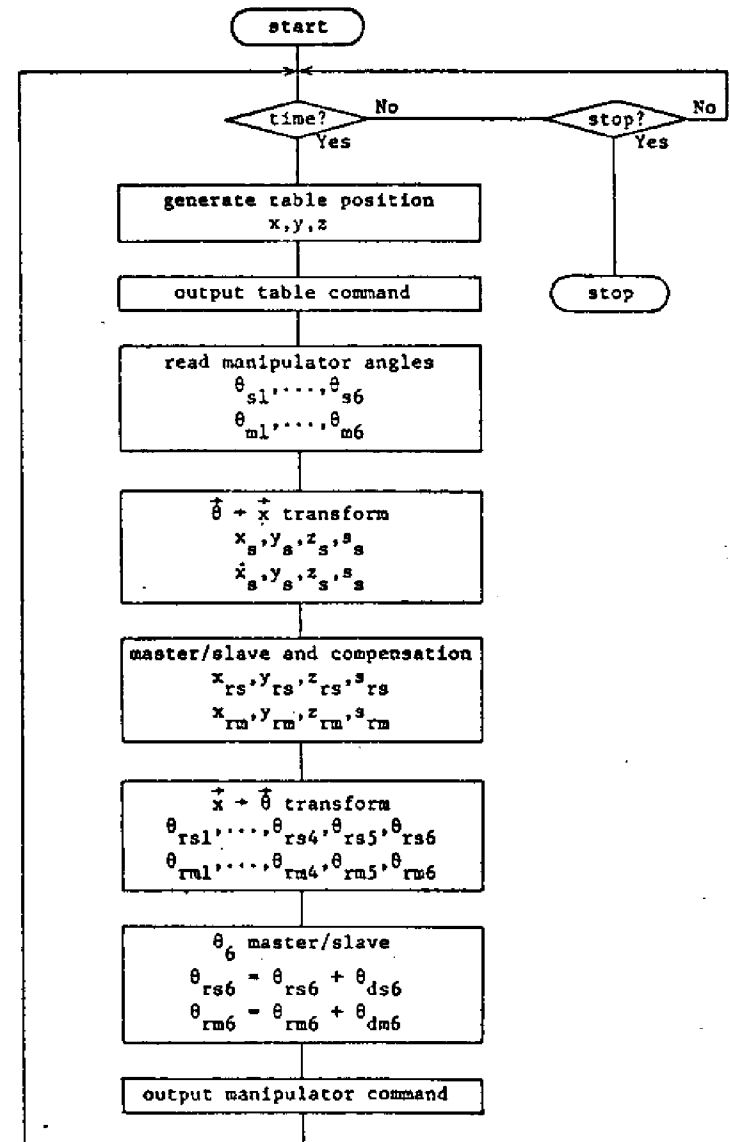 start
time?
No
Yes
stop?
No
Yes
generate table position
x,y,z
output table command
stop
read manipulator angles
θs1,...,θs6
θm1,...,θm6
θ⃗ → x⃗ transform
xs,ys,zs,ss
ẋs,ys,zs,ss
master/slave and compensation
xrs,yrs,zrs,srs
xrm,yrm,zrm,srm
x⃗ → θ⃗ transform
θrs1,...,θrs4,θrs5,θrs6
θrm1,...,θrm4,θrm5,θrm6
θ6 master/slave
θrs6 = θrs6 + θds6
θrm6 = θrm6 + θdm6
output manipulator command